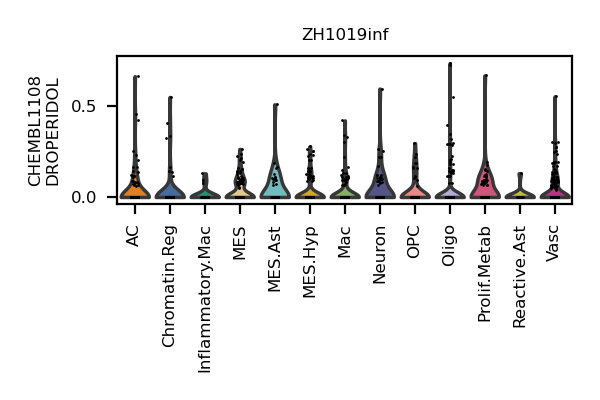 ZH1019inf
CHEMBL1108
DROPERIDOL
0.5
0.0
AC
Chromatin.Reg
Inflammatory.Mac
MES
MES.Ast
MES.Hyp
Mac
Neuron
OPC
Oligo
Prolif.Metab
Reactive.Ast
Vasc